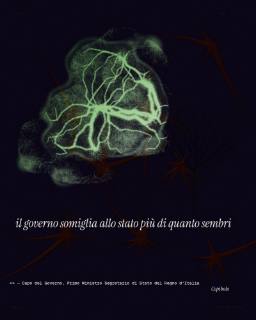 il governo somiglia allo stato più di quanto sembri
— Capo del Governo, Primo Ministro Segretario di Stato del Regno d'Italia
Capitolo